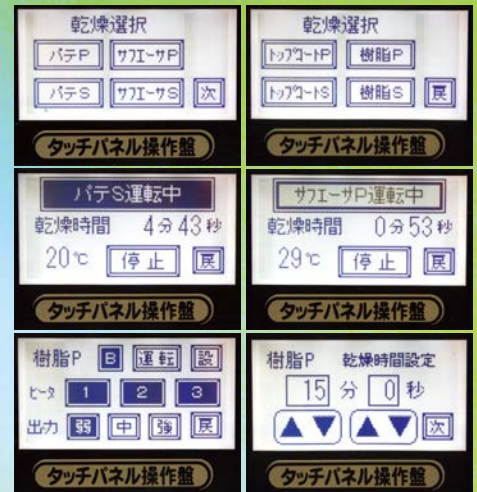 乾燥選択
パテP サフエーサP
パテS サフエーサS 次
タッチパネル操作盤
乾燥選択
トップコートP 樹脂P
トップコートS 樹脂S 戻
タッチパネル操作盤
パテS運転中
乾燥時間 4分43秒
20℃ 停止 戻
タッチパネル操作盤
サフエーサP運転中
乾燥時間 0分53秒
29℃ 停止 戻
タッチパネル操作盤
樹脂P B 運転 設
ヒータ 1 2 3
出力 弱 中 強 戻
タッチパネル操作盤
樹脂P 乾燥時間設定
15 分 0 秒
▲▼ ▲▼ 次
タッチパネル操作盤